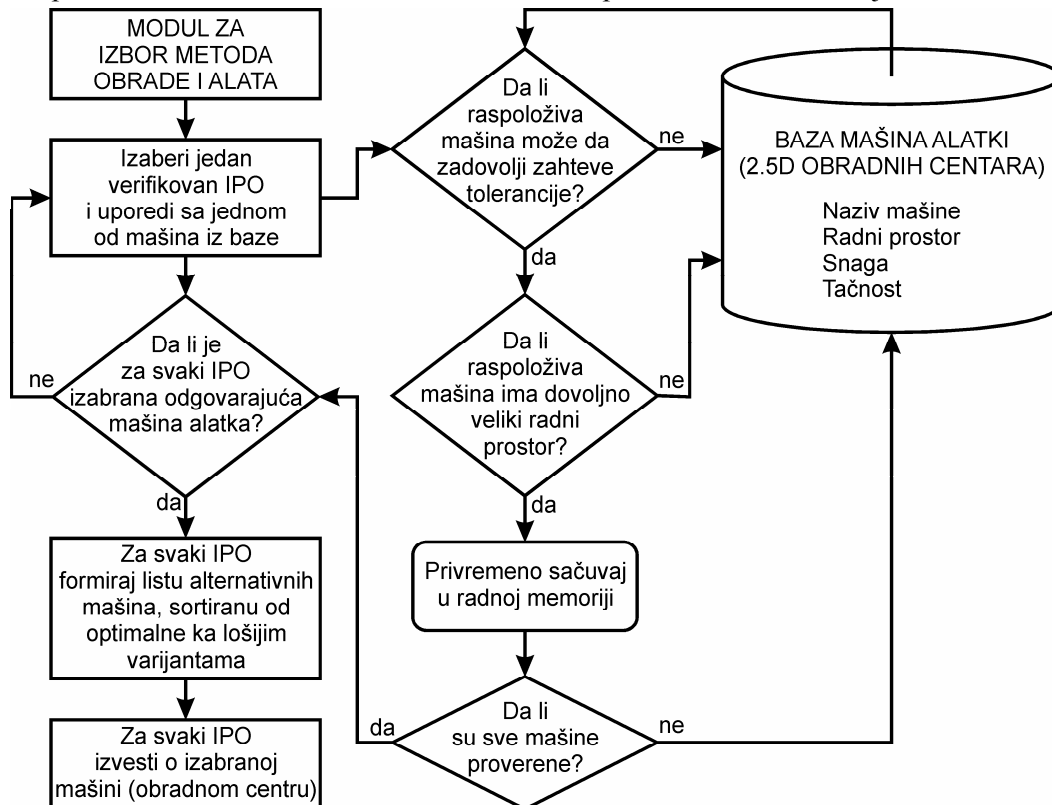 MODUL ZA
IZBOR METODA
OBRADE I ALATA
Izaberi jedan
verifikovan IPO
i uporedi sa jednom
od mašina iz baze
Da li je
za svaki IPO
izabrana odgovarajuća
mašina alatka?
ne
da
Za svaki IPO
formiraj listu alternativnih
mašina, sortiranu od
optimalne ka lošijim
varijantama
Za svaki IPO
izvesti o izabranoj
mašini (obradnom centru)
Da li
raspoloživa
mašina može da
zadovolji zahteve
tolerancije?
ne
da
Da li
raspoloživa
mašina ima dovoljno
veliki radni
prostor?
ne
da
Privremeno sačuvaj
u radnoj memoriji
Da li
su sve mašine
proverene?
da
ne
BAZA MAŠINA ALATKI
(2.5D OBRADNIH CENTARA)
Naziv mašine
Radni prostor
Snaga
Tačnost